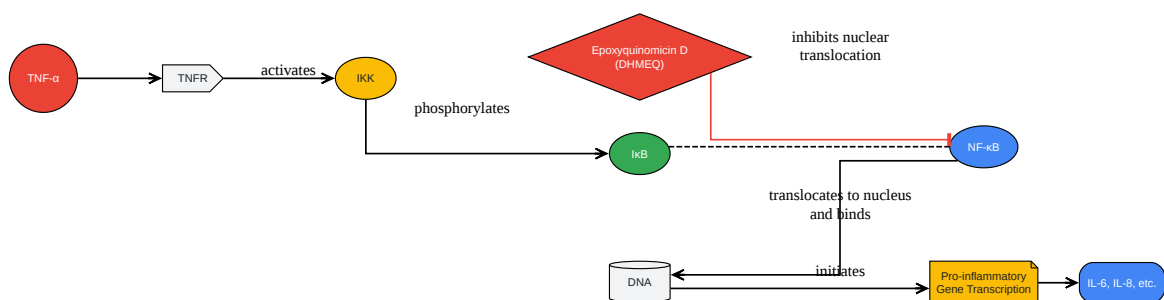 Epoxyquinomicin D
(DHMEQ)
inhibits nuclear
translocation
TNF-α
TNFR
activates
IKK
phosphorylates
IκB
NF-κB
translocates to nucleus
and binds
DNA
initiates
Pro-inflammatory
Gene Transcription
IL-6, IL-8, etc.